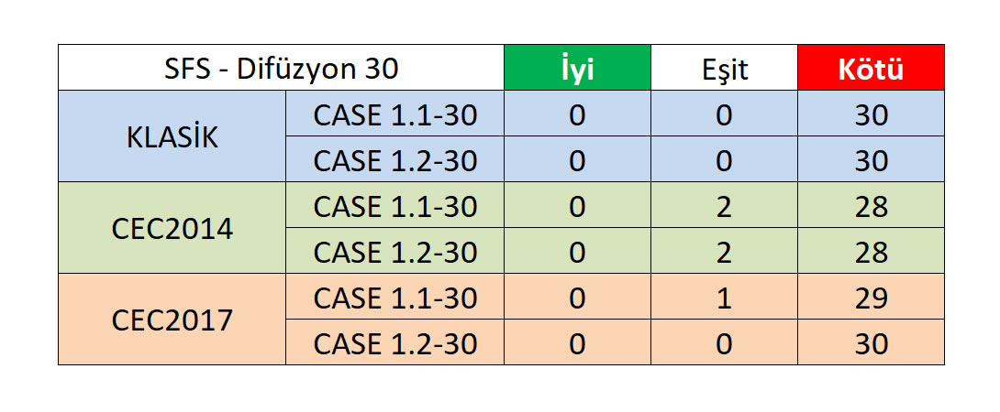 SFS - Difüzyon 30 İyi Eşit Kötü
KLASİK
CASE 1.1-30 0 0 30
CASE 1.2-30 0 0 30
CEC2014
CASE 1.1-30 0 2 28
CASE 1.2-30 0 2 28
CEC2017
CASE 1.1-30 0 1 29
CASE 1.2-30 0 0 30